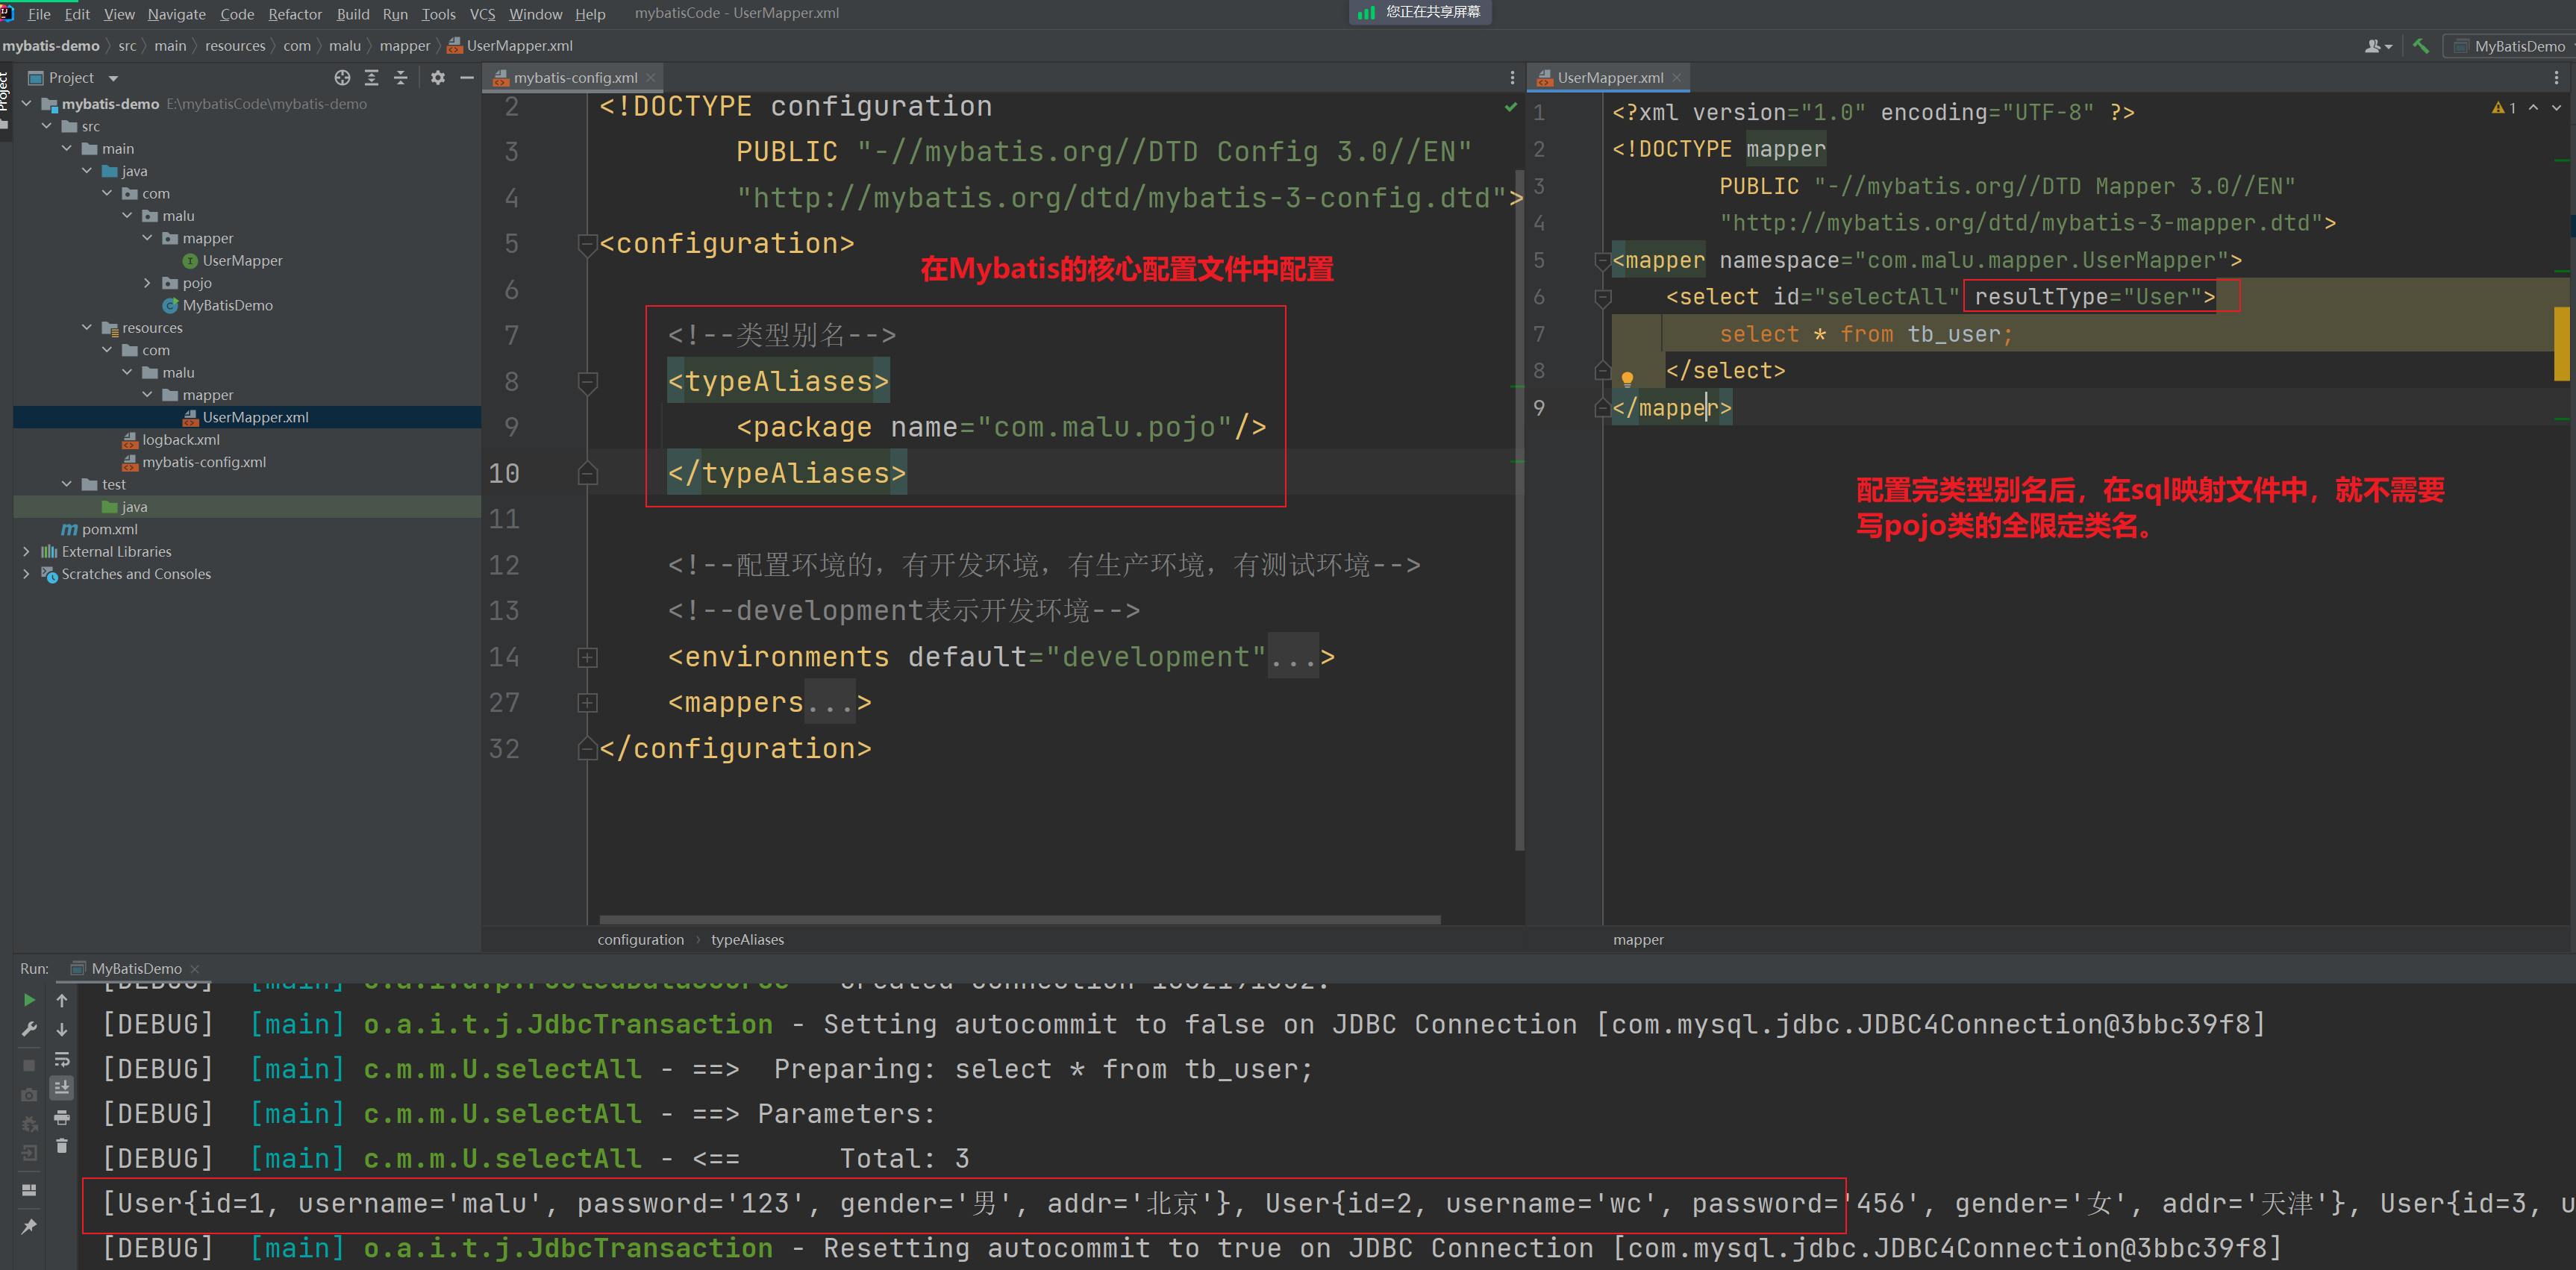 File Edit View Navigate Code Refactor Build Run Tools VCS Window Help mybatisCode - UserMapper.xml
您正在共享屏幕
mybatis-demo src main resources com malu mapper UserMapper.xml
MyBatisDemo
Project
Project
mybatis-demo E:\mybatisCode\mybatis-demo
src
main
java
com
malu
mapper
UserMapper
pojo
MyBatisDemo
resources
com
malu
mapper
UserMapper.xml
logback.xml
mybatis-config.xml
test
java
pom.xml
External Libraries
Scratches and Consoles
mybatis-config.xml
2 <!DOCTYPE configuration
3 PUBLIC "-//mybatis.org//DTD Config 3.0//EN"
4 "http://mybatis.org/dtd/mybatis-3-config.dtd">
5 <configuration>
在Mybatis的核心配置文件中配置
6
7 <!--类型别名-->
8 <typeAliases>
9 <package name="com.malu.pojo"/>
10 </typeAliases>
11
12 <!--配置环境的，有开发环境，有生产环境，有测试环境-->
13 <!--development表示开发环境-->
14 <environments default="development"...>
27 <mappers...>
32 </configuration>
configuration typeAliases
UserMapper.xml
1
1 <?xml version="1.0" encoding="UTF-8" ?>
2 <!DOCTYPE mapper
3 PUBLIC "-//mybatis.org//DTD Mapper 3.0//EN"
4 "http://mybatis.org/dtd/mybatis-3-mapper.dtd">
5 <mapper namespace="com.malu.mapper.UserMapper">
6 <select id="selectAll" resultType="User">
7 select * from tb_user;
8 </select>
9 </mapper>
配置完类型别名后，在sql映射文件中，就不需要
写pojo类的全限定类名。
mapper
Run: MyBatisDemo
[DEBUG] [main] o.a.i.t.j.JdbcTransaction - Setting autocommit to false on JDBC Connection [com.mysql.jdbc.JDBC4Connection@3bbc39f8]
[DEBUG] [main] c.m.m.U.selectAll - ==> Preparing: select * from tb_user;
[DEBUG] [main] c.m.m.U.selectAll - ==> Parameters:
[DEBUG] [main] c.m.m.U.selectAll - <== Total: 3
[User{id=1, username='malu', password='123', gender='男', addr='北京'}, User{id=2, username='wc', password='456', gender='女', addr='天津'}, User{id=3, u
[DEBUG] [main] o.a.i.t.j.JdbcTransaction - Resetting autocommit to true on JDBC Connection [com.mysql.jdbc.JDBC4Connection@3bbc39f8]